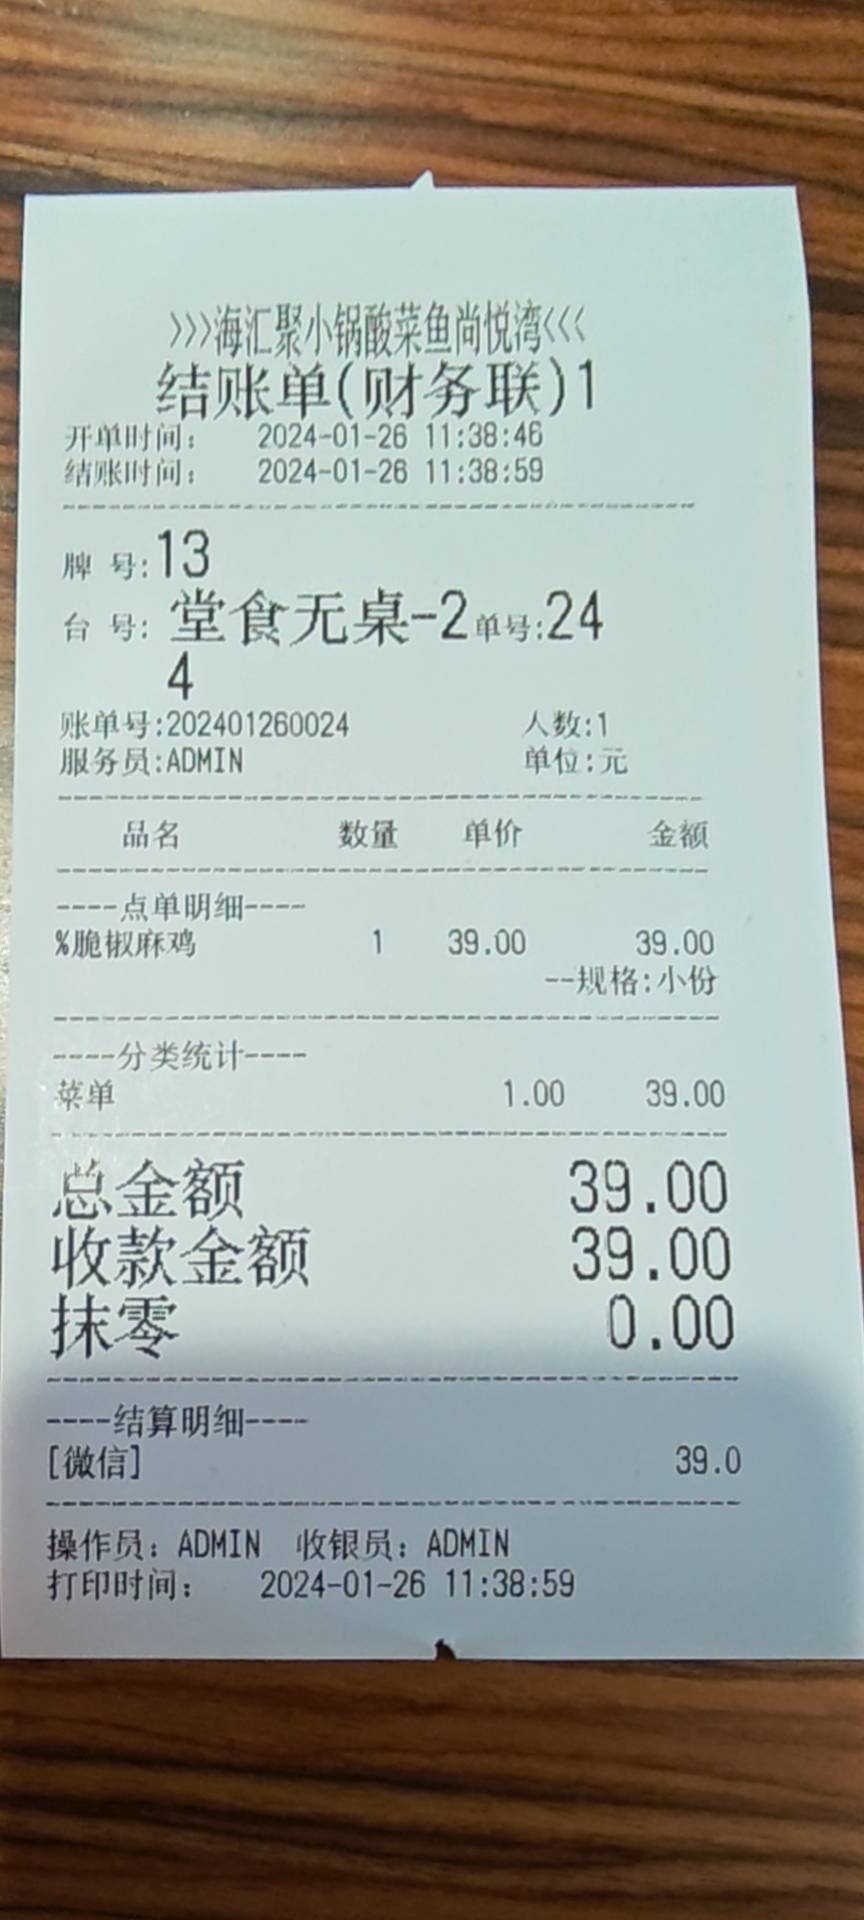 >>>海汇聚小锅酸菜鱼尚悦湾<<<
结账单(财务联)1
开单时间: 2024-01-26 11:38:46
结账时间: 2024-01-26 11:38:59
牌 号:13
台 号: 堂食无桌-2单号:24
4
账单号:202401260024 人数:1
服务员:ADMIN 单位:元
品名 数量 单价 金额
----点单明细----
%脆椒麻鸡 1 39.00 39.00
--规格:小份
----分类统计----
菜单 1.00 39.00
总金额 39.00
收款金额 39.00
抹零 0.00
----结算明细----
[微信] 39.0
操作员: ADMIN 收银员: ADMIN
打印时间: 2024-01-26 11:38:59